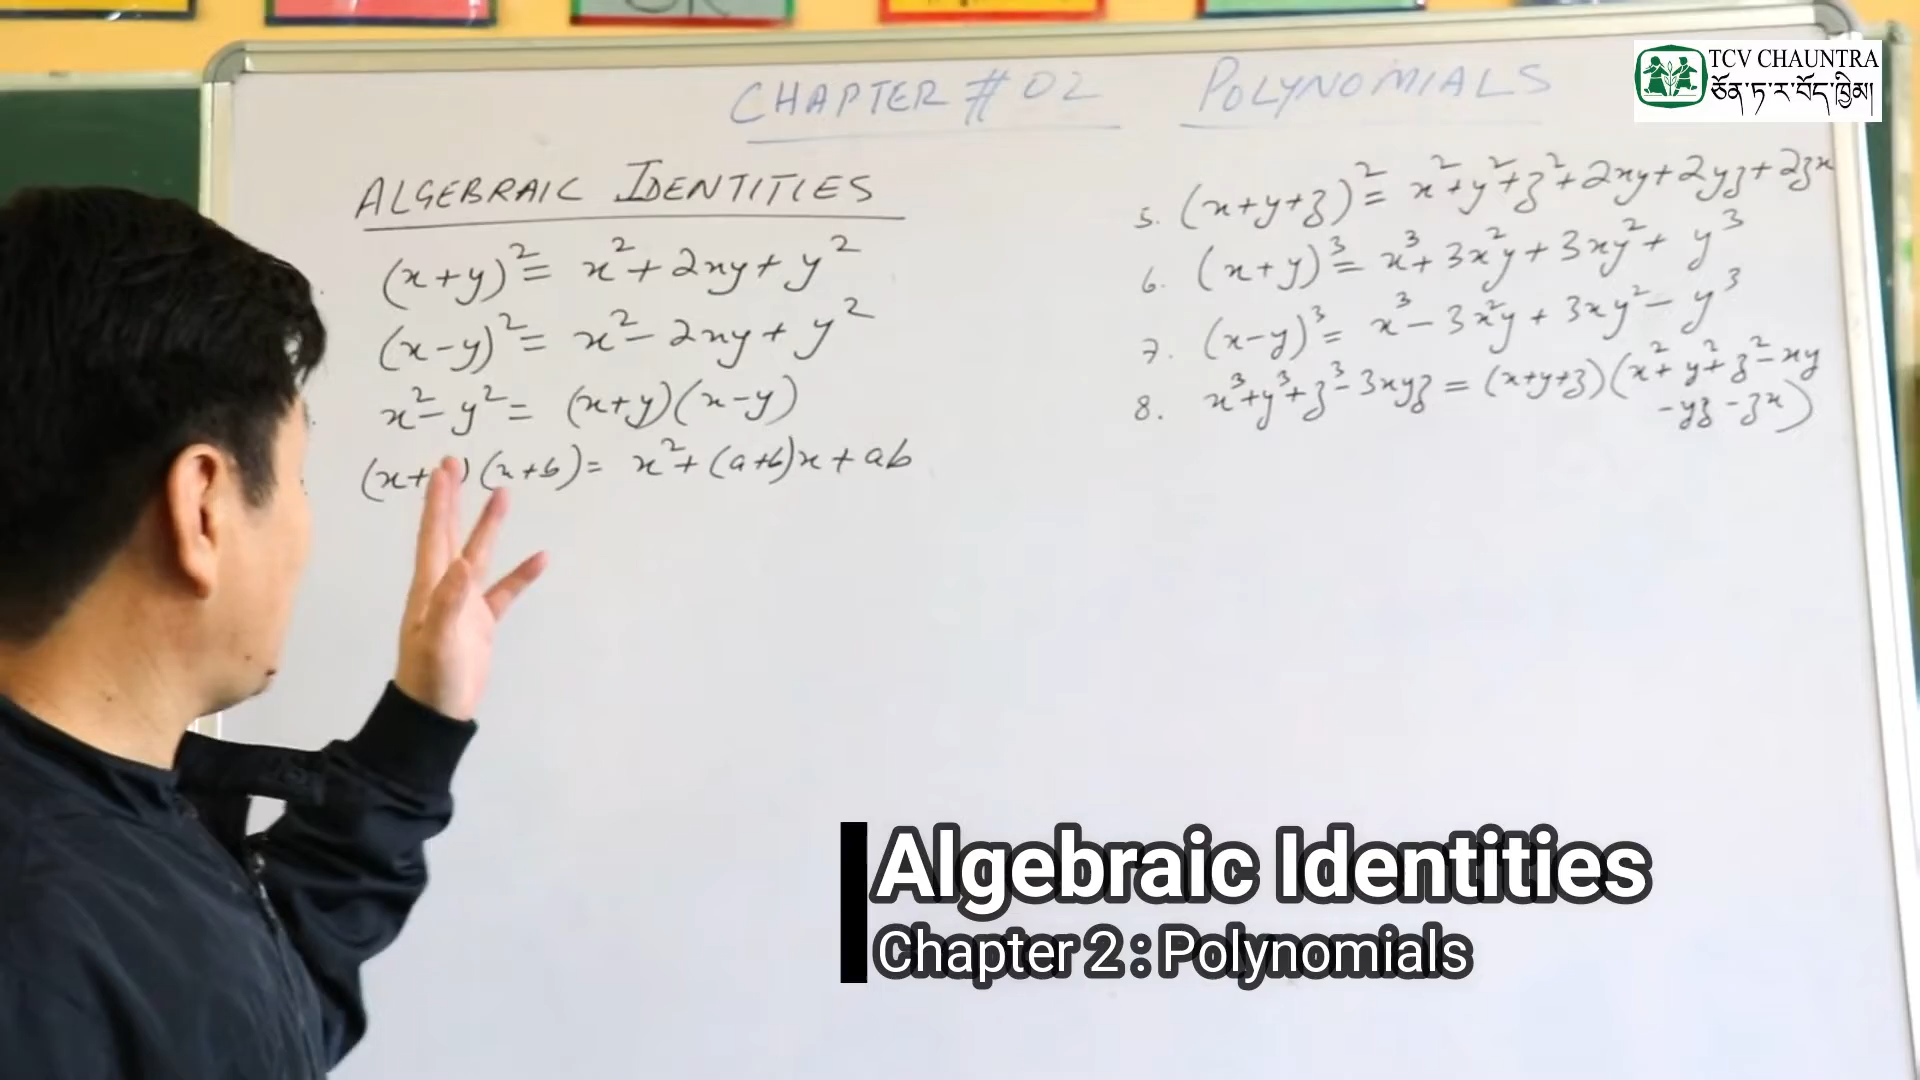 TCV CHAUNTRA
ཅོན་ཏ་ར་བོད་ཁྱིམ།
CHAPTER # 02 POLYNOMIALS
ALGEBRAIC IDENTITIES
(x+y)² = x² + 2xy + y²
(x-y)² = x² - 2xy + y²
x² - y² = (x+y)(x-y)
(x+ )(x+b) = x² + (a+b)x + ab
5. (x+y+z)² = x² + y² + z² + 2xy + 2yz + 2zx
6. (x+y)³ = x³ + 3x²y + 3xy² + y³
7. (x-y)³ = x³ - 3x²y + 3xy² - y³
8. x³ + y³ + z³ - 3xyz = (x+y+z)(x² + y² + z² - xy
- yz - zx)
Algebraic Identities
Chapter 2 : Polynomials